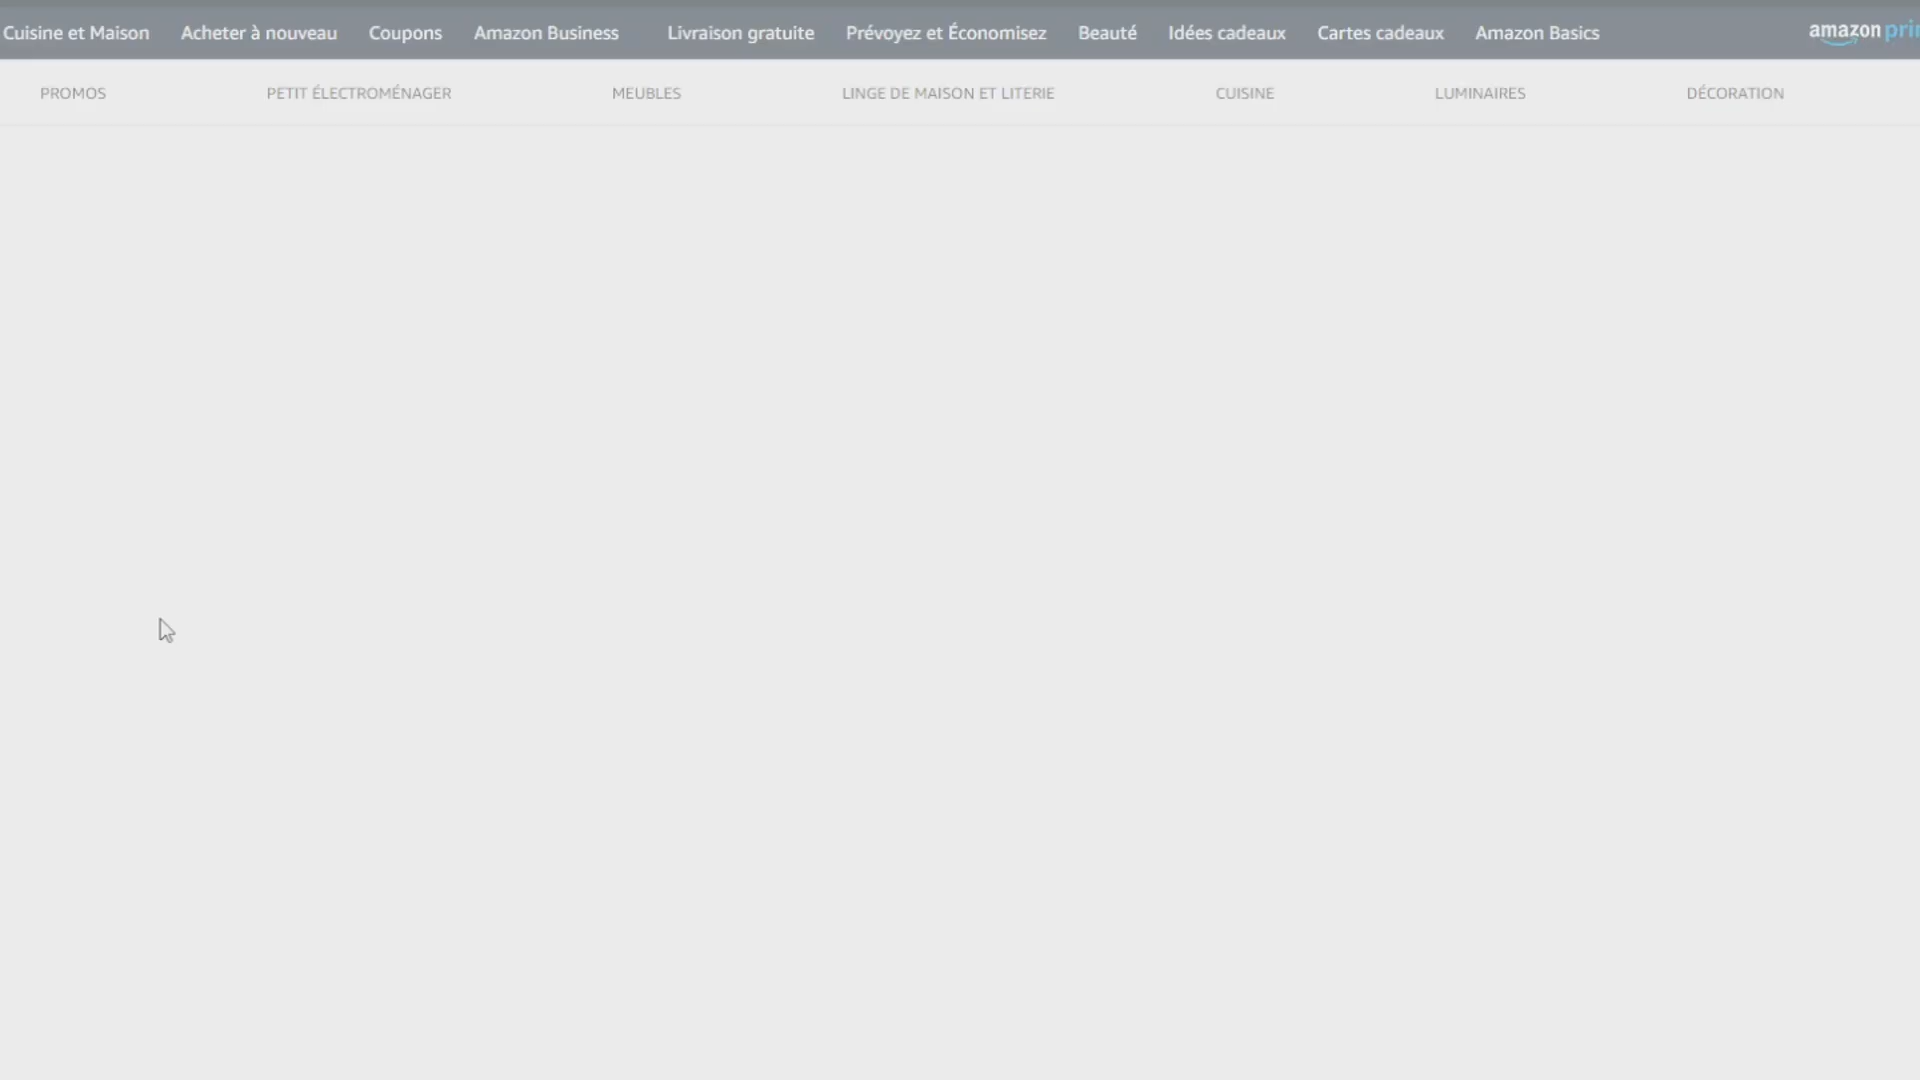 Cuisine et Maison Acheter à nouveau Coupons Amazon Business Livraison gratuite Prévoyez et Économisez Beauté Idées cadeaux Cartes cadeaux Amazon Basics amazon
PROMOS PETIT ÉLECTROMÉNAGER MEUBLES LINGE DE MAISON ET LITERIE CUISINE LUMINAIRES DÉCORATION